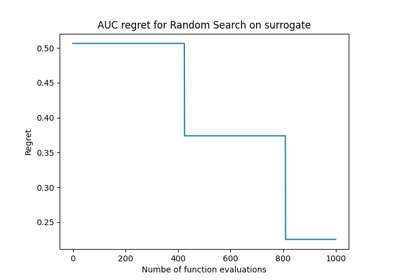 AUC regret for Random Search on surrogate
0.50
0.45
0.40
0.35
0.30
0.25
Regret
0 200 400 600 800 1000
Numbe of function evaluations